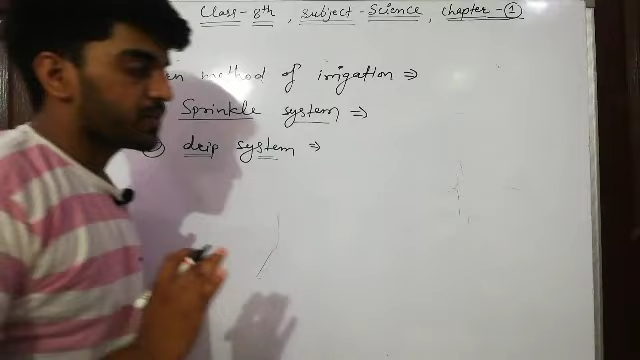 Class-8th, Subject-Science, Chapter-①
method of irrigation ⇒
Sprinkle system ⇒
drip system ⇒